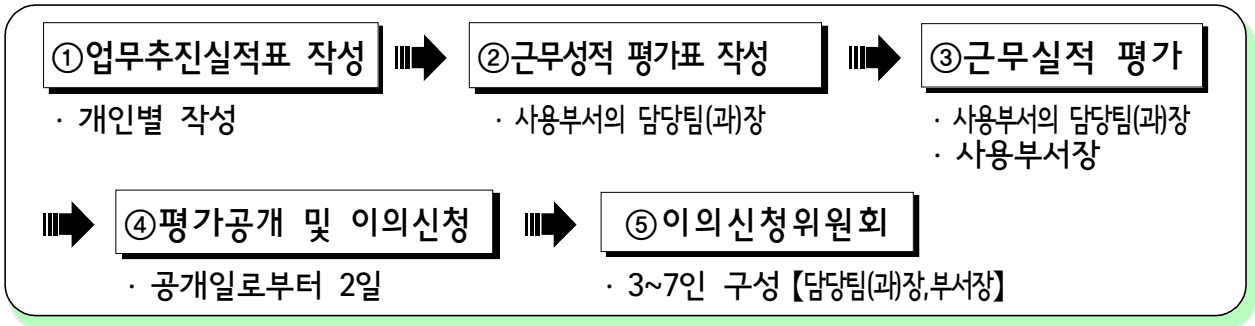 ①업무추진실적표 작성 ②근무성적 평가표 작성 ③근무실적 평가
· 개인별 작성 · 사용부서의 담당팀(과)장 · 사용부서의 담당팀(과)장
· 사용부서장
④평가공개 및 이의신청 ⑤이의신청위원회
· 공개일로부터 2일 · 3~7인 구성【담당팀(과)장,부서장】